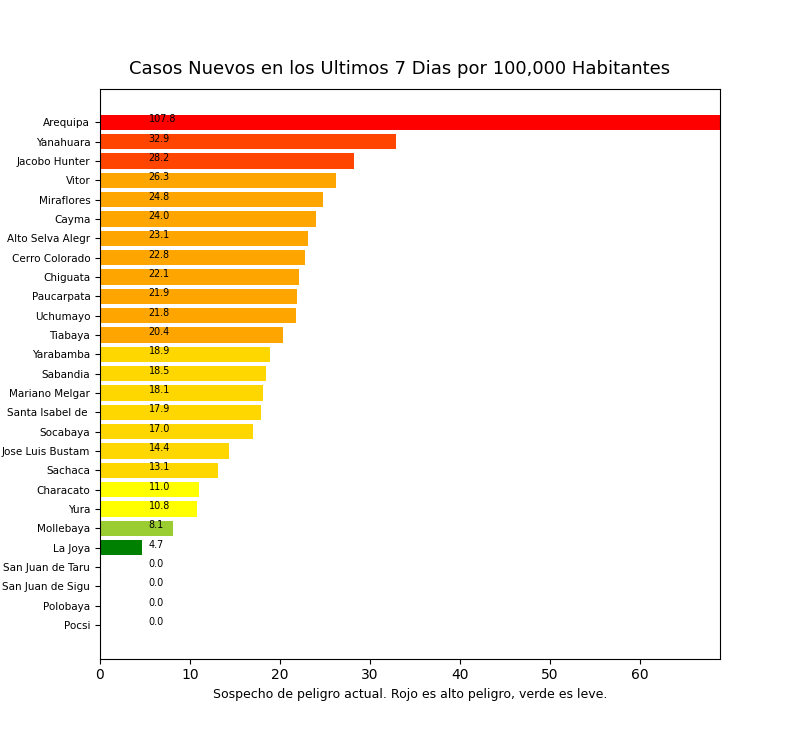 Casos Nuevos en los Ultimos 7 Dias por 100,000 Habitantes
Arequipa 107.8
Yanahuara 32.9
Jacobo Hunter 28.2
Vitor 26.3
Miraflores 24.8
Cayma 24.0
Alto Selva Alegr 23.1
Cerro Colorado 22.8
Chiguata 22.1
Paucarpata 21.9
Uchumayo 21.8
Tiabaya 20.4
Yarabamba 18.9
Sabandia 18.5
Mariano Melgar 18.1
Santa Isabel de 17.9
Socabaya 17.0
Jose Luis Bustam 14.4
Sachaca 13.1
Characato 11.0
Yura 10.8
Mollebaya 8.1
La Joya 4.7
San Juan de Taru 0.0
San Juan de Sigu 0.0
Polobaya 0.0
Pocsi 0.0
0 10 20 30 40 50 60
Sospecho de peligro actual. Rojo es alto peligro, verde es leve.